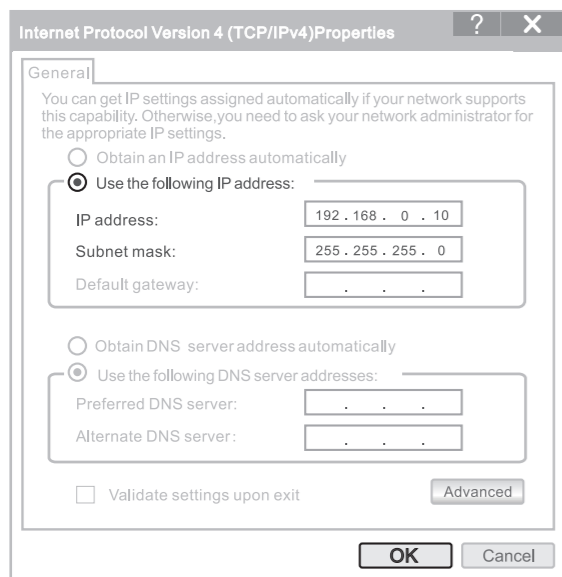 Internet Protocol Version 4 (TCP/IPv4)Properties ? X
General
You can get IP settings assigned automatically if your network supports
this capability. Otherwise,you need to ask your network administrator for
the appropriate IP settings.
Obtain an IP address automatically
Use the following IP address:
IP address: 192 . 168 . 0 . 10
Subnet mask: 255 . 255 . 255 . 0
Default gateway: . . .
Obtain DNS server address automatically
Use the following DNS server addresses:
Preferred DNS server: . . .
Alternate DNS server: . . .
Validate settings upon exit Advanced
OK Cancel